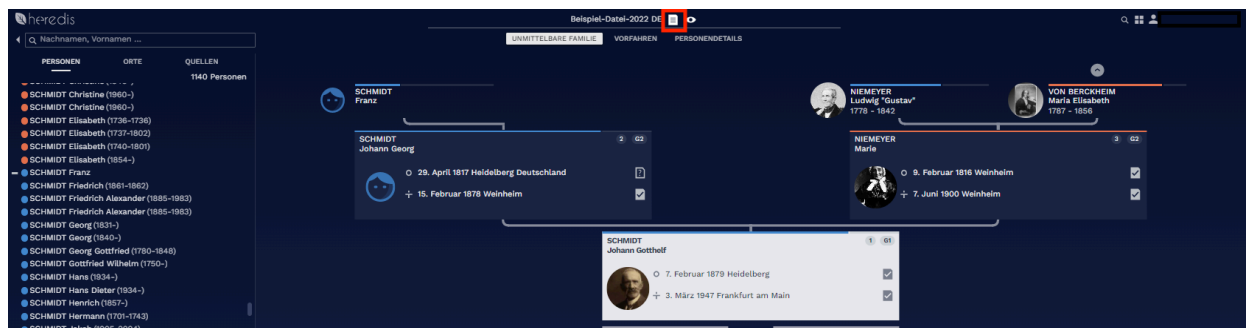 heredis
Beispiel-Datei-2022 DE
Nachnamen, Vornamen ...
UNMITTELBARE FAMILIE VORFAHREN PERSONENDETAILS
PERSONEN ORTE QUELLEN
1140 Personen
SCHMIDT Christine (1960-)
SCHMIDT Christine (1960-)
SCHMIDT Elisabeth (1736-1736)
SCHMIDT Elisabeth (1737-1802)
SCHMIDT Elisabeth (1740-1801)
SCHMIDT Elisabeth (1854-)
SCHMIDT Franz
SCHMIDT Friedrich (1861-1862)
SCHMIDT Friedrich Alexander (1885-1983)
SCHMIDT Friedrich Alexander (1885-1983)
SCHMIDT Georg (1831-)
SCHMIDT Georg (1840-)
SCHMIDT Georg Gottfried (1780-1848)
SCHMIDT Gottfried Wilhelm (1750-)
SCHMIDT Hans (1934-)
SCHMIDT Hans Dieter (1934-)
SCHMIDT Henrich (1857-)
SCHMIDT Hermann (1701-1743)
SCHMIDT
Franz
NIEMEYER
Ludwig "Gustav"
1778 - 1842
VON BERCKHEIM
Maria Elisabeth
1787 - 1856
SCHMIDT 2 G2
Johann Georg
29. April 1817 Heidelberg Deutschland
15. Februar 1878 Weinheim
NIEMEYER 3 G2
Marie
9. Februar 1816 Weinheim
7. Juni 1900 Weinheim
SCHMIDT 1 G1
Johann Gotthelf
7. Februar 1879 Heidelberg
3. März 1947 Frankfurt am Main